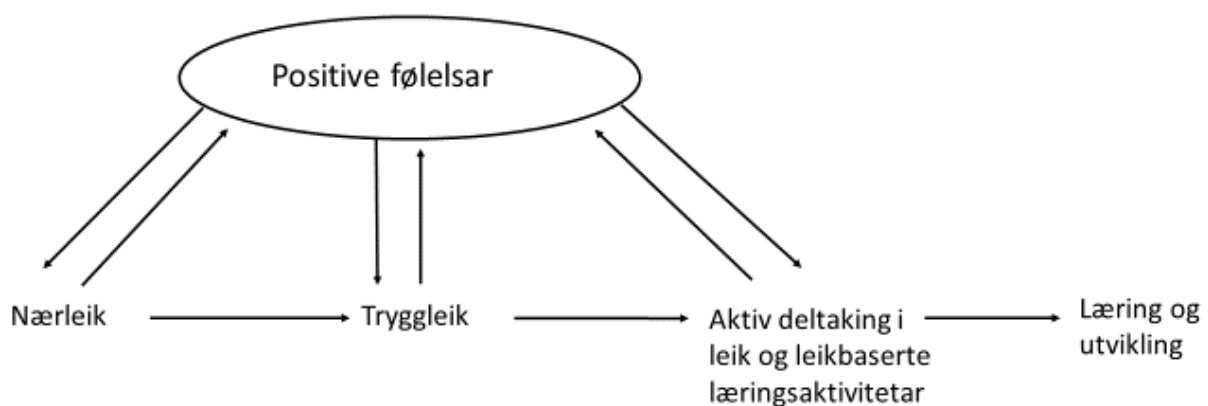 Positive følelsar
Nærleik
Tryggleik
Aktiv deltaking i
leik og leikbaserte
læringsaktivitetar
Læring og
utvikling